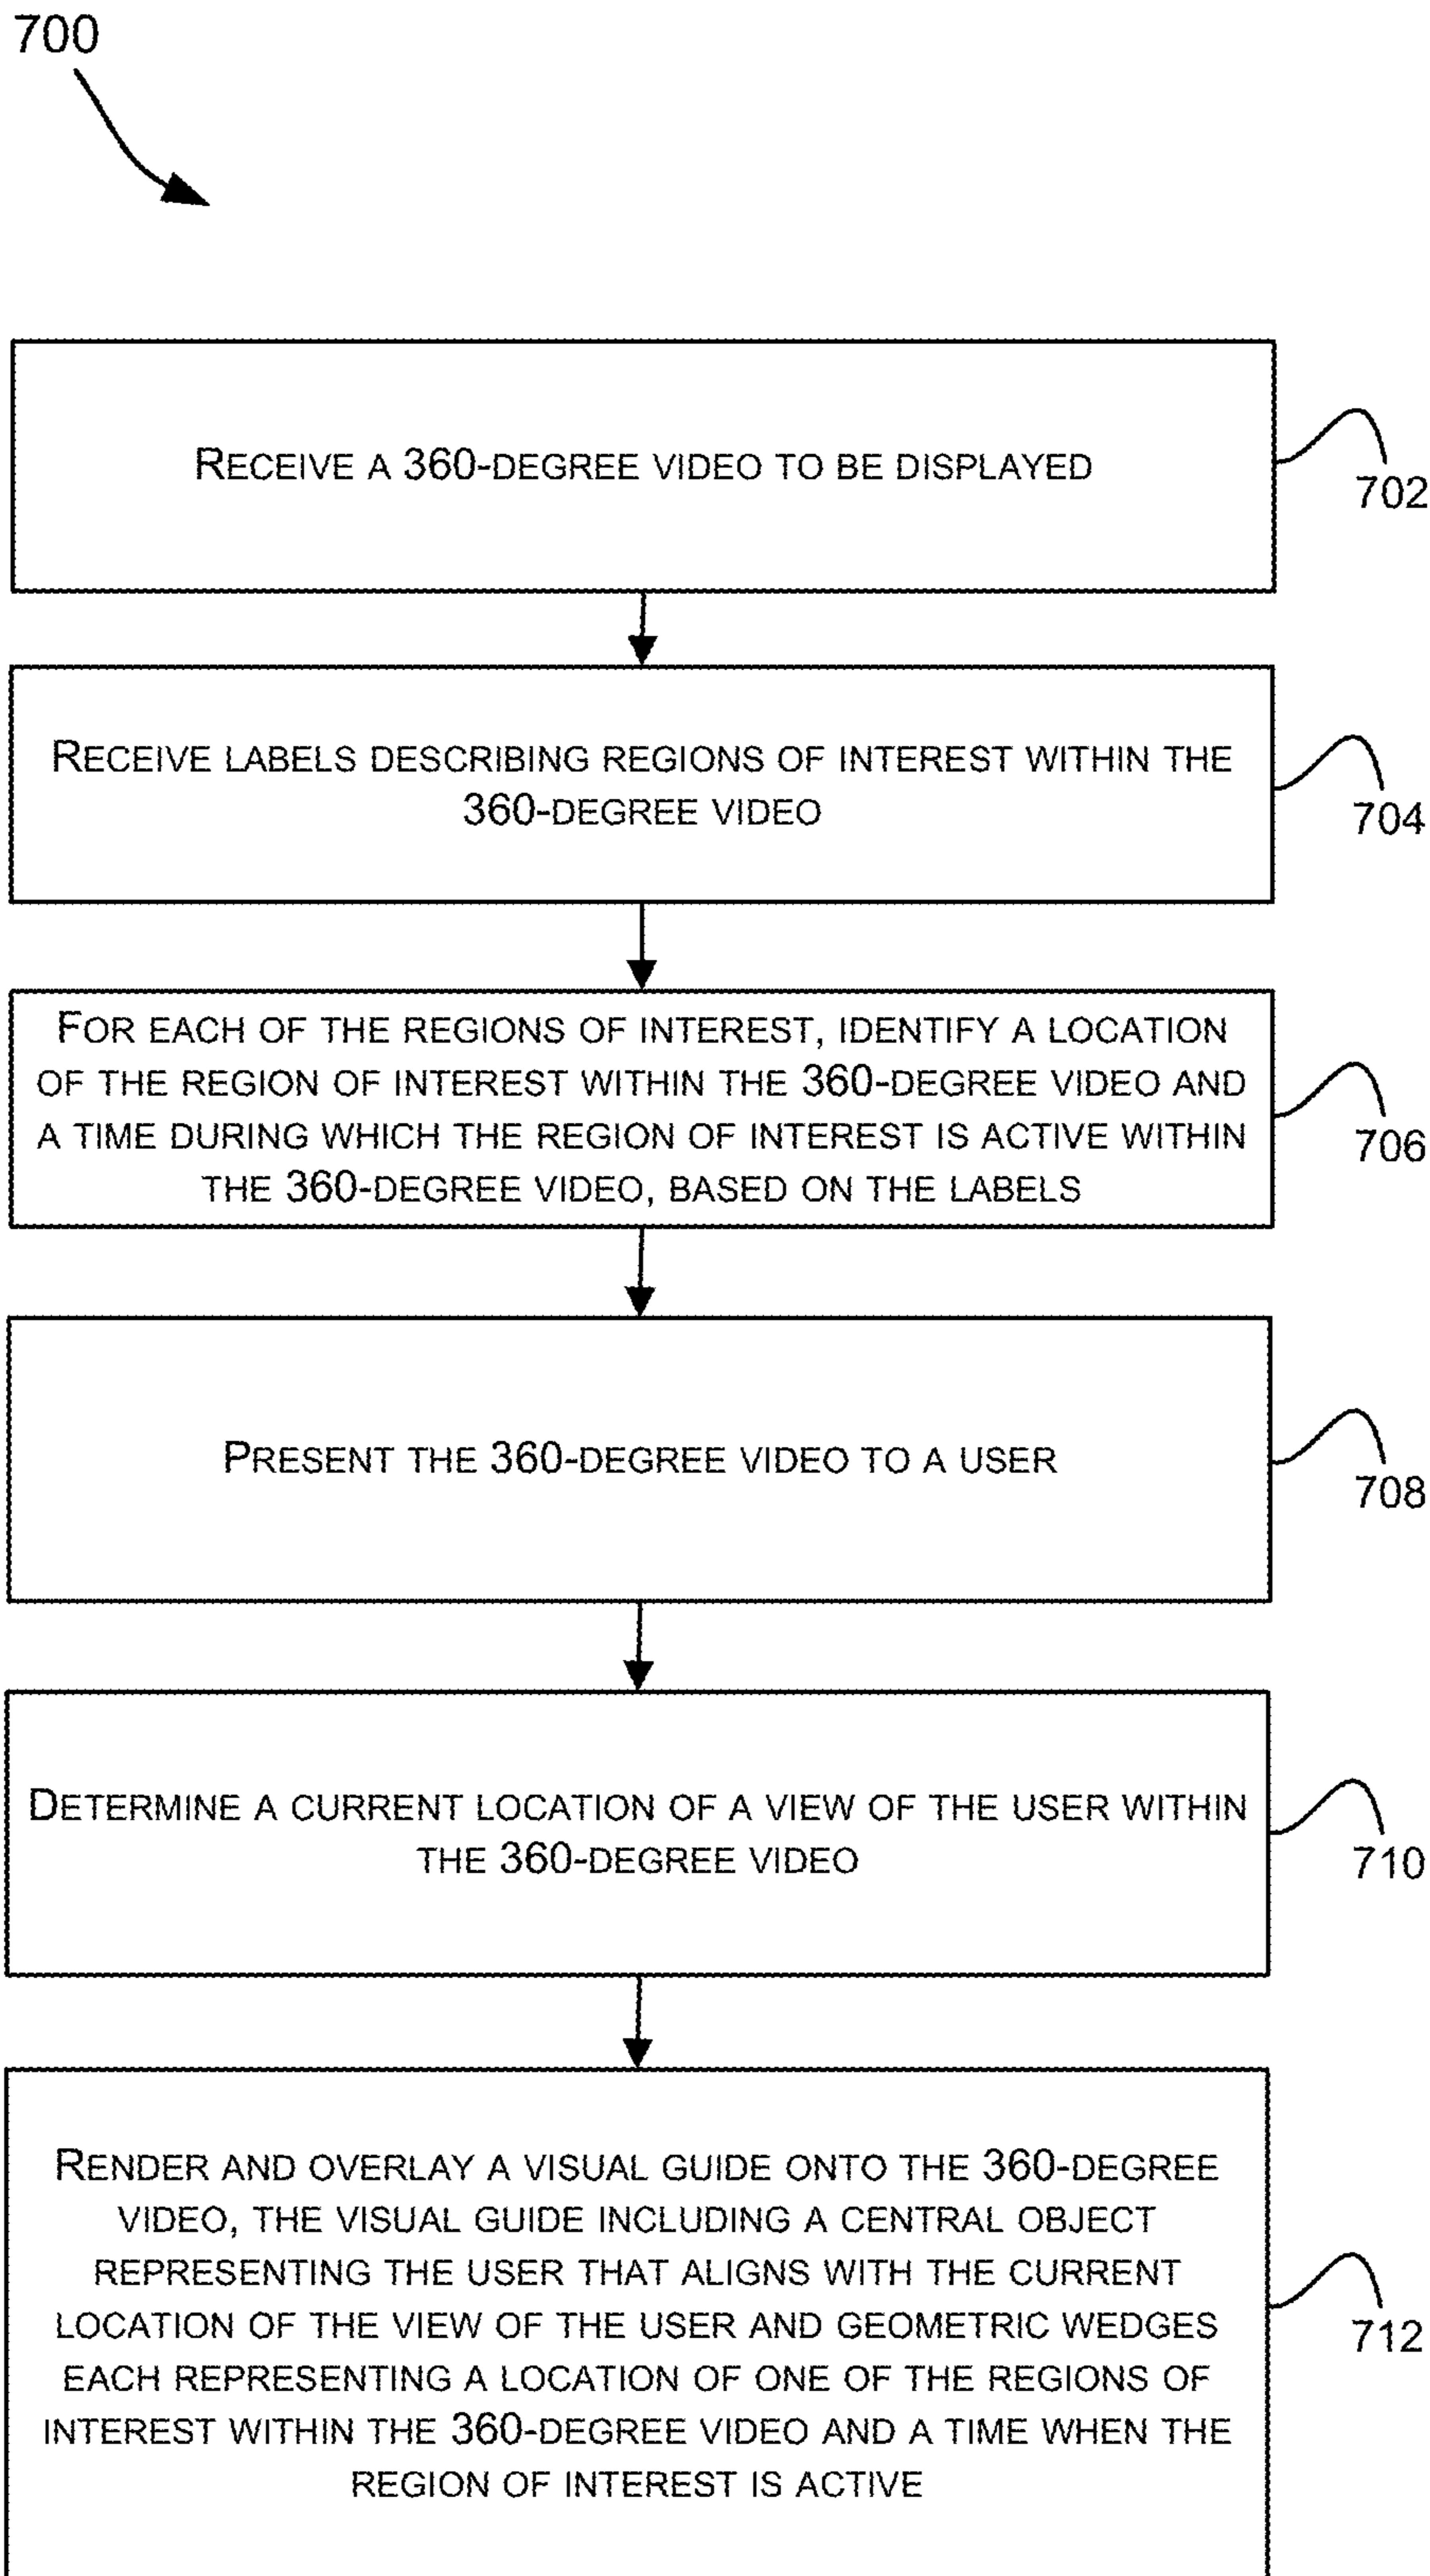 700
RECEIVE A 360-DEGREE VIDEO TO BE DISPLAYED
702
RECEIVE LABELS DESCRIBING REGIONS OF INTEREST WITHIN THE
360-DEGREE VIDEO
704
FOR EACH OF THE REGIONS OF INTEREST, IDENTIFY A LOCATION
OF THE REGION OF INTEREST WITHIN THE 360-DEGREE VIDEO AND
A TIME DURING WHICH THE REGION OF INTEREST IS ACTIVE WITHIN
THE 360-DEGREE VIDEO, BASED ON THE LABELS
706
PRESENT THE 360-DEGREE VIDEO TO A USER
708
DETERMINE A CURRENT LOCATION OF A VIEW OF THE USER WITHIN
THE 360-DEGREE VIDEO
710
RENDER AND OVERLAY A VISUAL GUIDE ONTO THE 360-DEGREE
VIDEO, THE VISUAL GUIDE INCLUDING A CENTRAL OBJECT
REPRESENTING THE USER THAT ALIGNS WITH THE CURRENT
LOCATION OF THE VIEW OF THE USER AND GEOMETRIC WEDGES
EACH REPRESENTING A LOCATION OF ONE OF THE REGIONS OF
INTEREST WITHIN THE 360-DEGREE VIDEO AND A TIME WHEN THE
REGION OF INTEREST IS ACTIVE
712